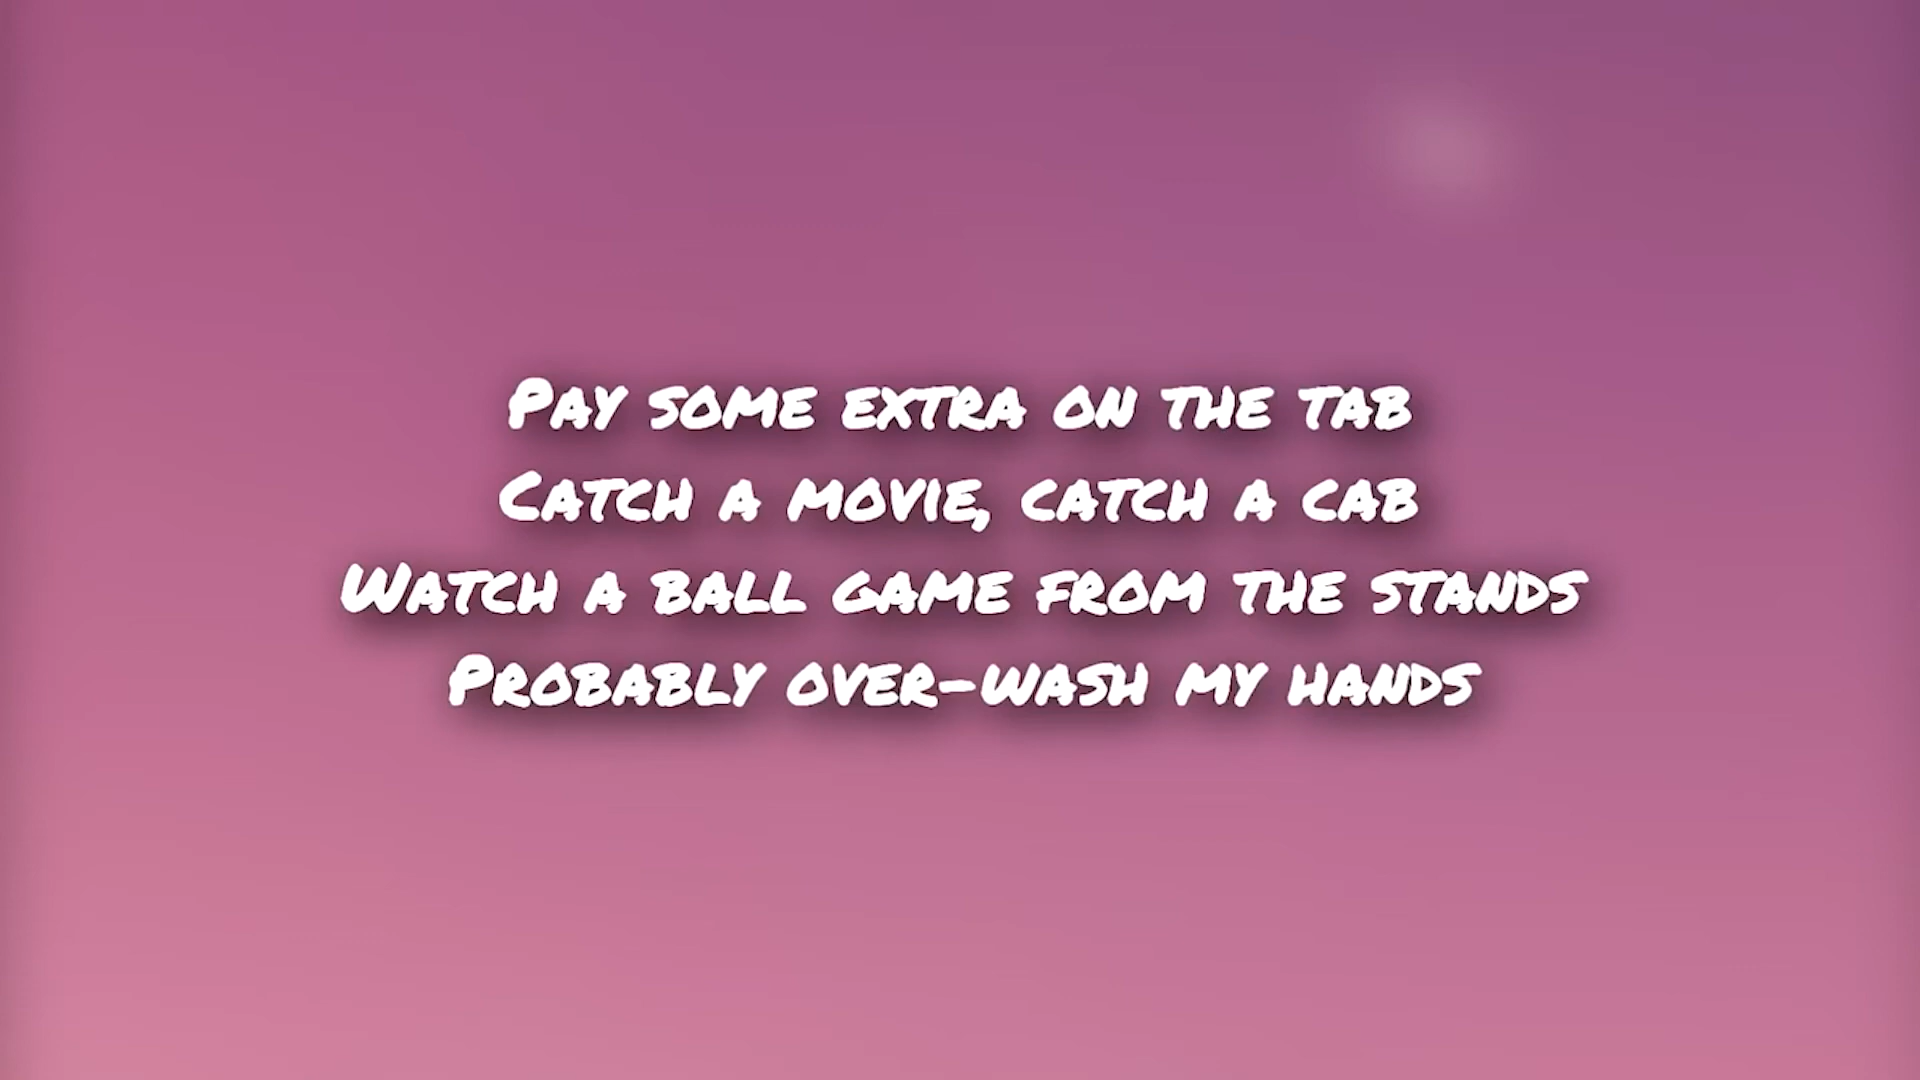 Pay some extra on the tab
Catch a movie, catch a cab
Watch a ball game from the stands
Probably over-wash my hands